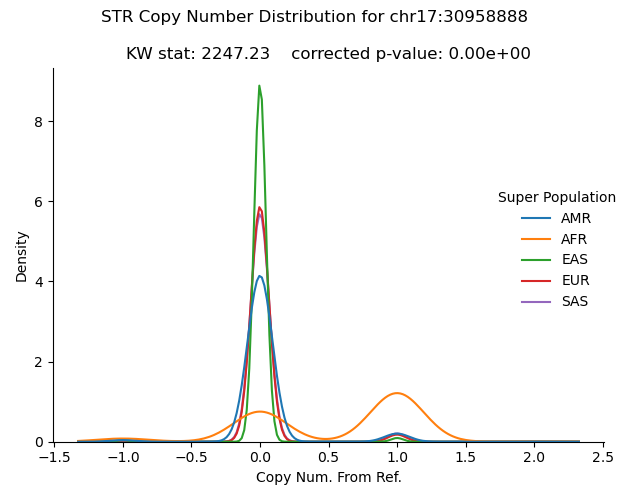 STR Copy Number Distribution for chr17:30958888
KW stat: 2247.23    corrected p-value: 0.00e+00
Density
8
6
4
2
0
−1.5 −1.0 −0.5 0.0 0.5 1.0 1.5 2.0 2.5
Copy Num. From Ref.
Super Population
AMR
AFR
EAS
EUR
SAS